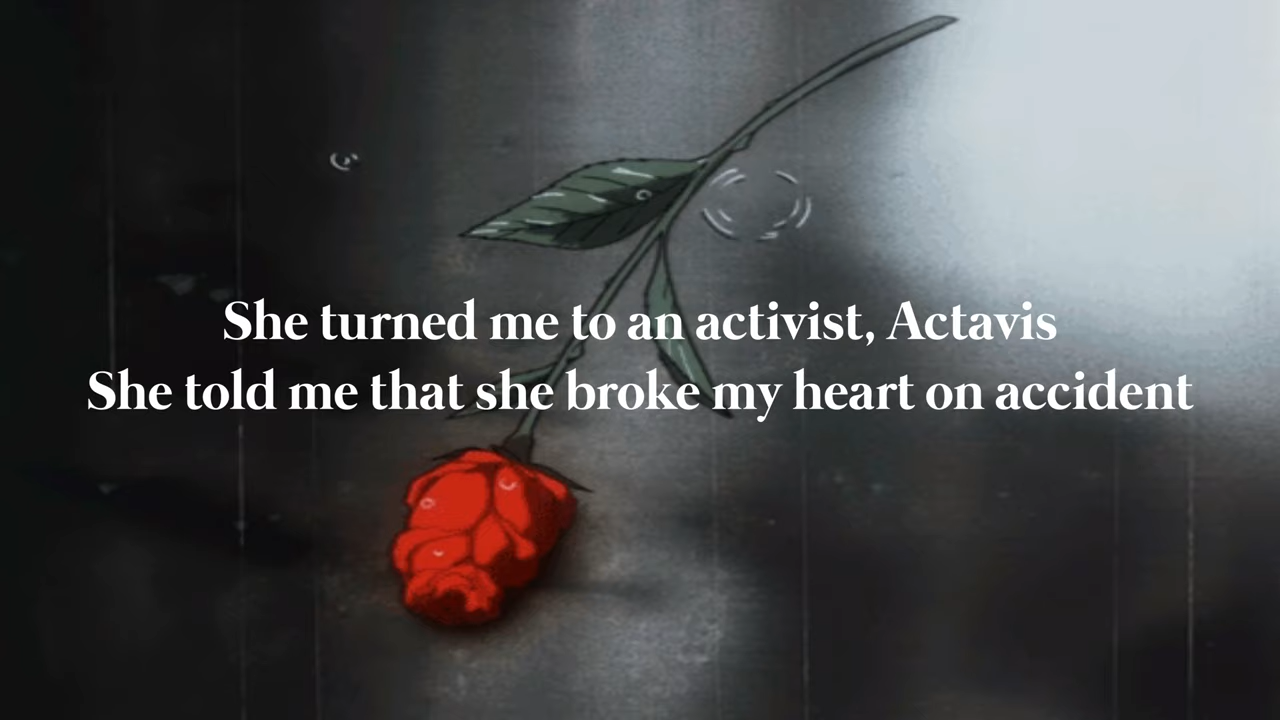 She turned me to an activist, Actavis
She told me that she broke my heart on accident